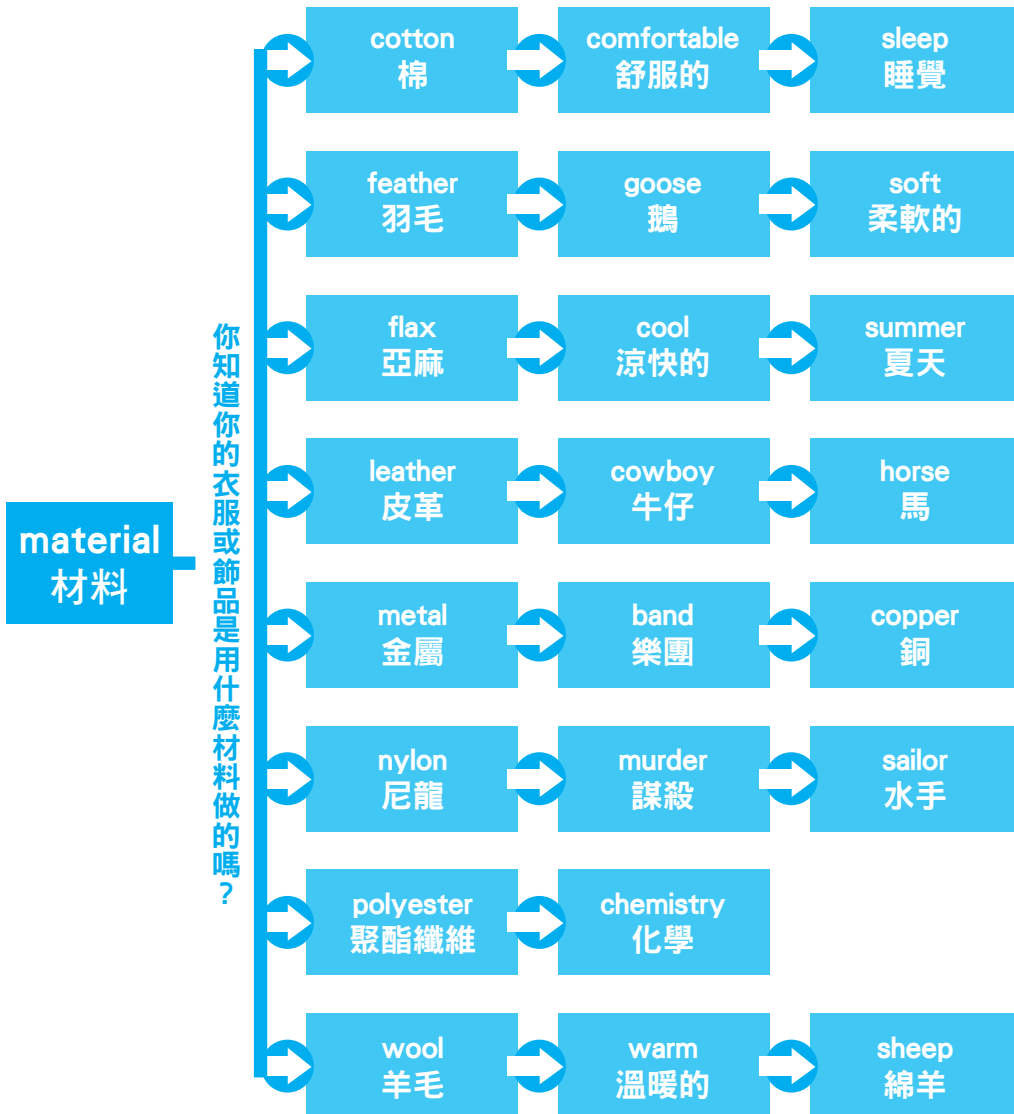 material
材料
你知道你的衣服或飾品是用什麼材料做的嗎？
cotton
棉
comfortable
舒服的
sleep
睡覺
feather
羽毛
goose
鵝
soft
柔軟的
flax
亞麻
cool
涼快的
summer
夏天
leather
皮革
cowboy
牛仔
horse
馬
metal
金屬
band
樂團
copper
銅
nylon
尼龍
murder
謀殺
sailor
水手
polyester
聚酯纖維
chemistry
化學
wool
羊毛
warm
溫暖的
sheep
綿羊